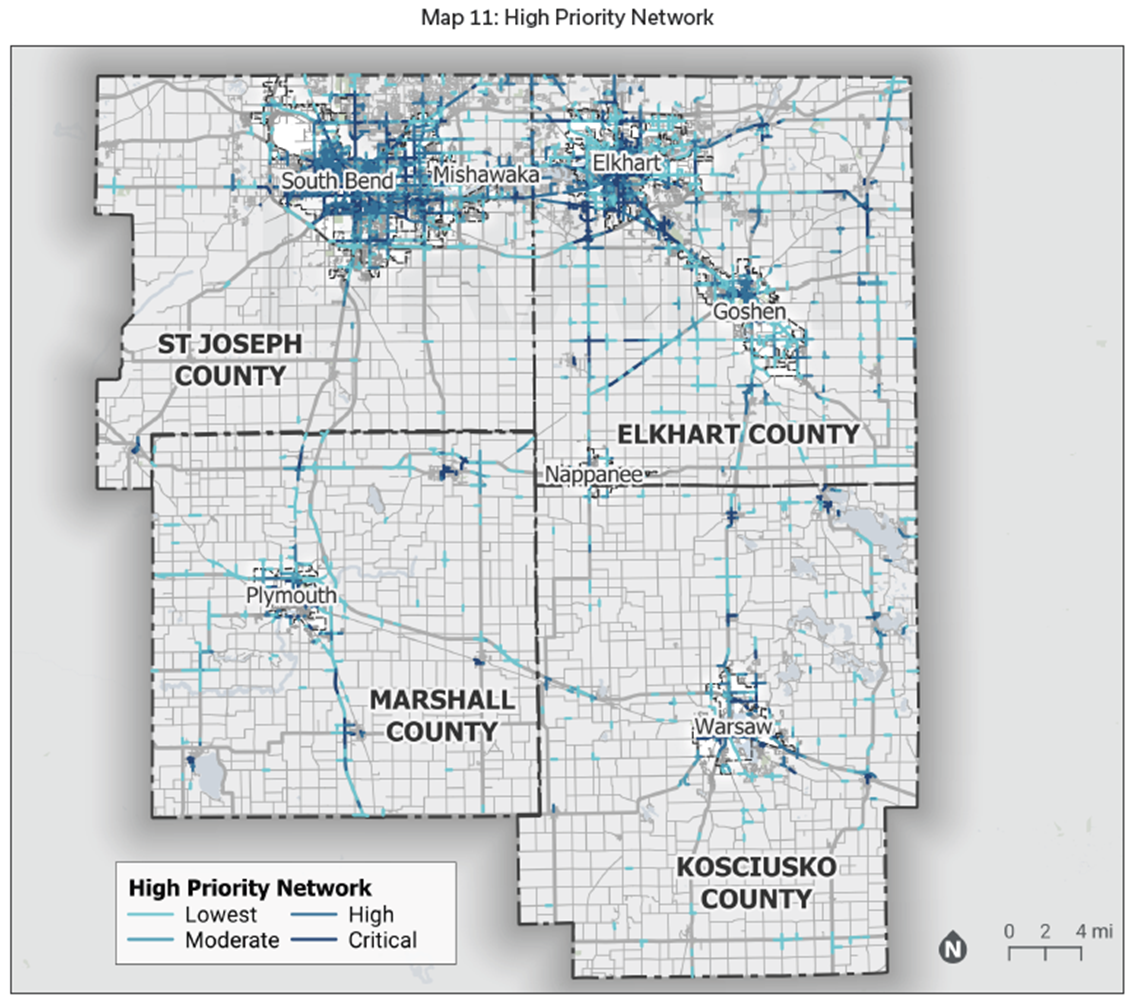 Map 11: High Priority Network
Elkhart
South Bend
Mishawaka
Goshen
ST JOSEPH
COUNTY
ELKHART COUNTY
Nappanee
Plymouth
MARSHALL
COUNTY
Warsaw
KOSCIUSKO
COUNTY
High Priority Network
Lowest
High
Moderate
Critical
N
0 2 4 mi